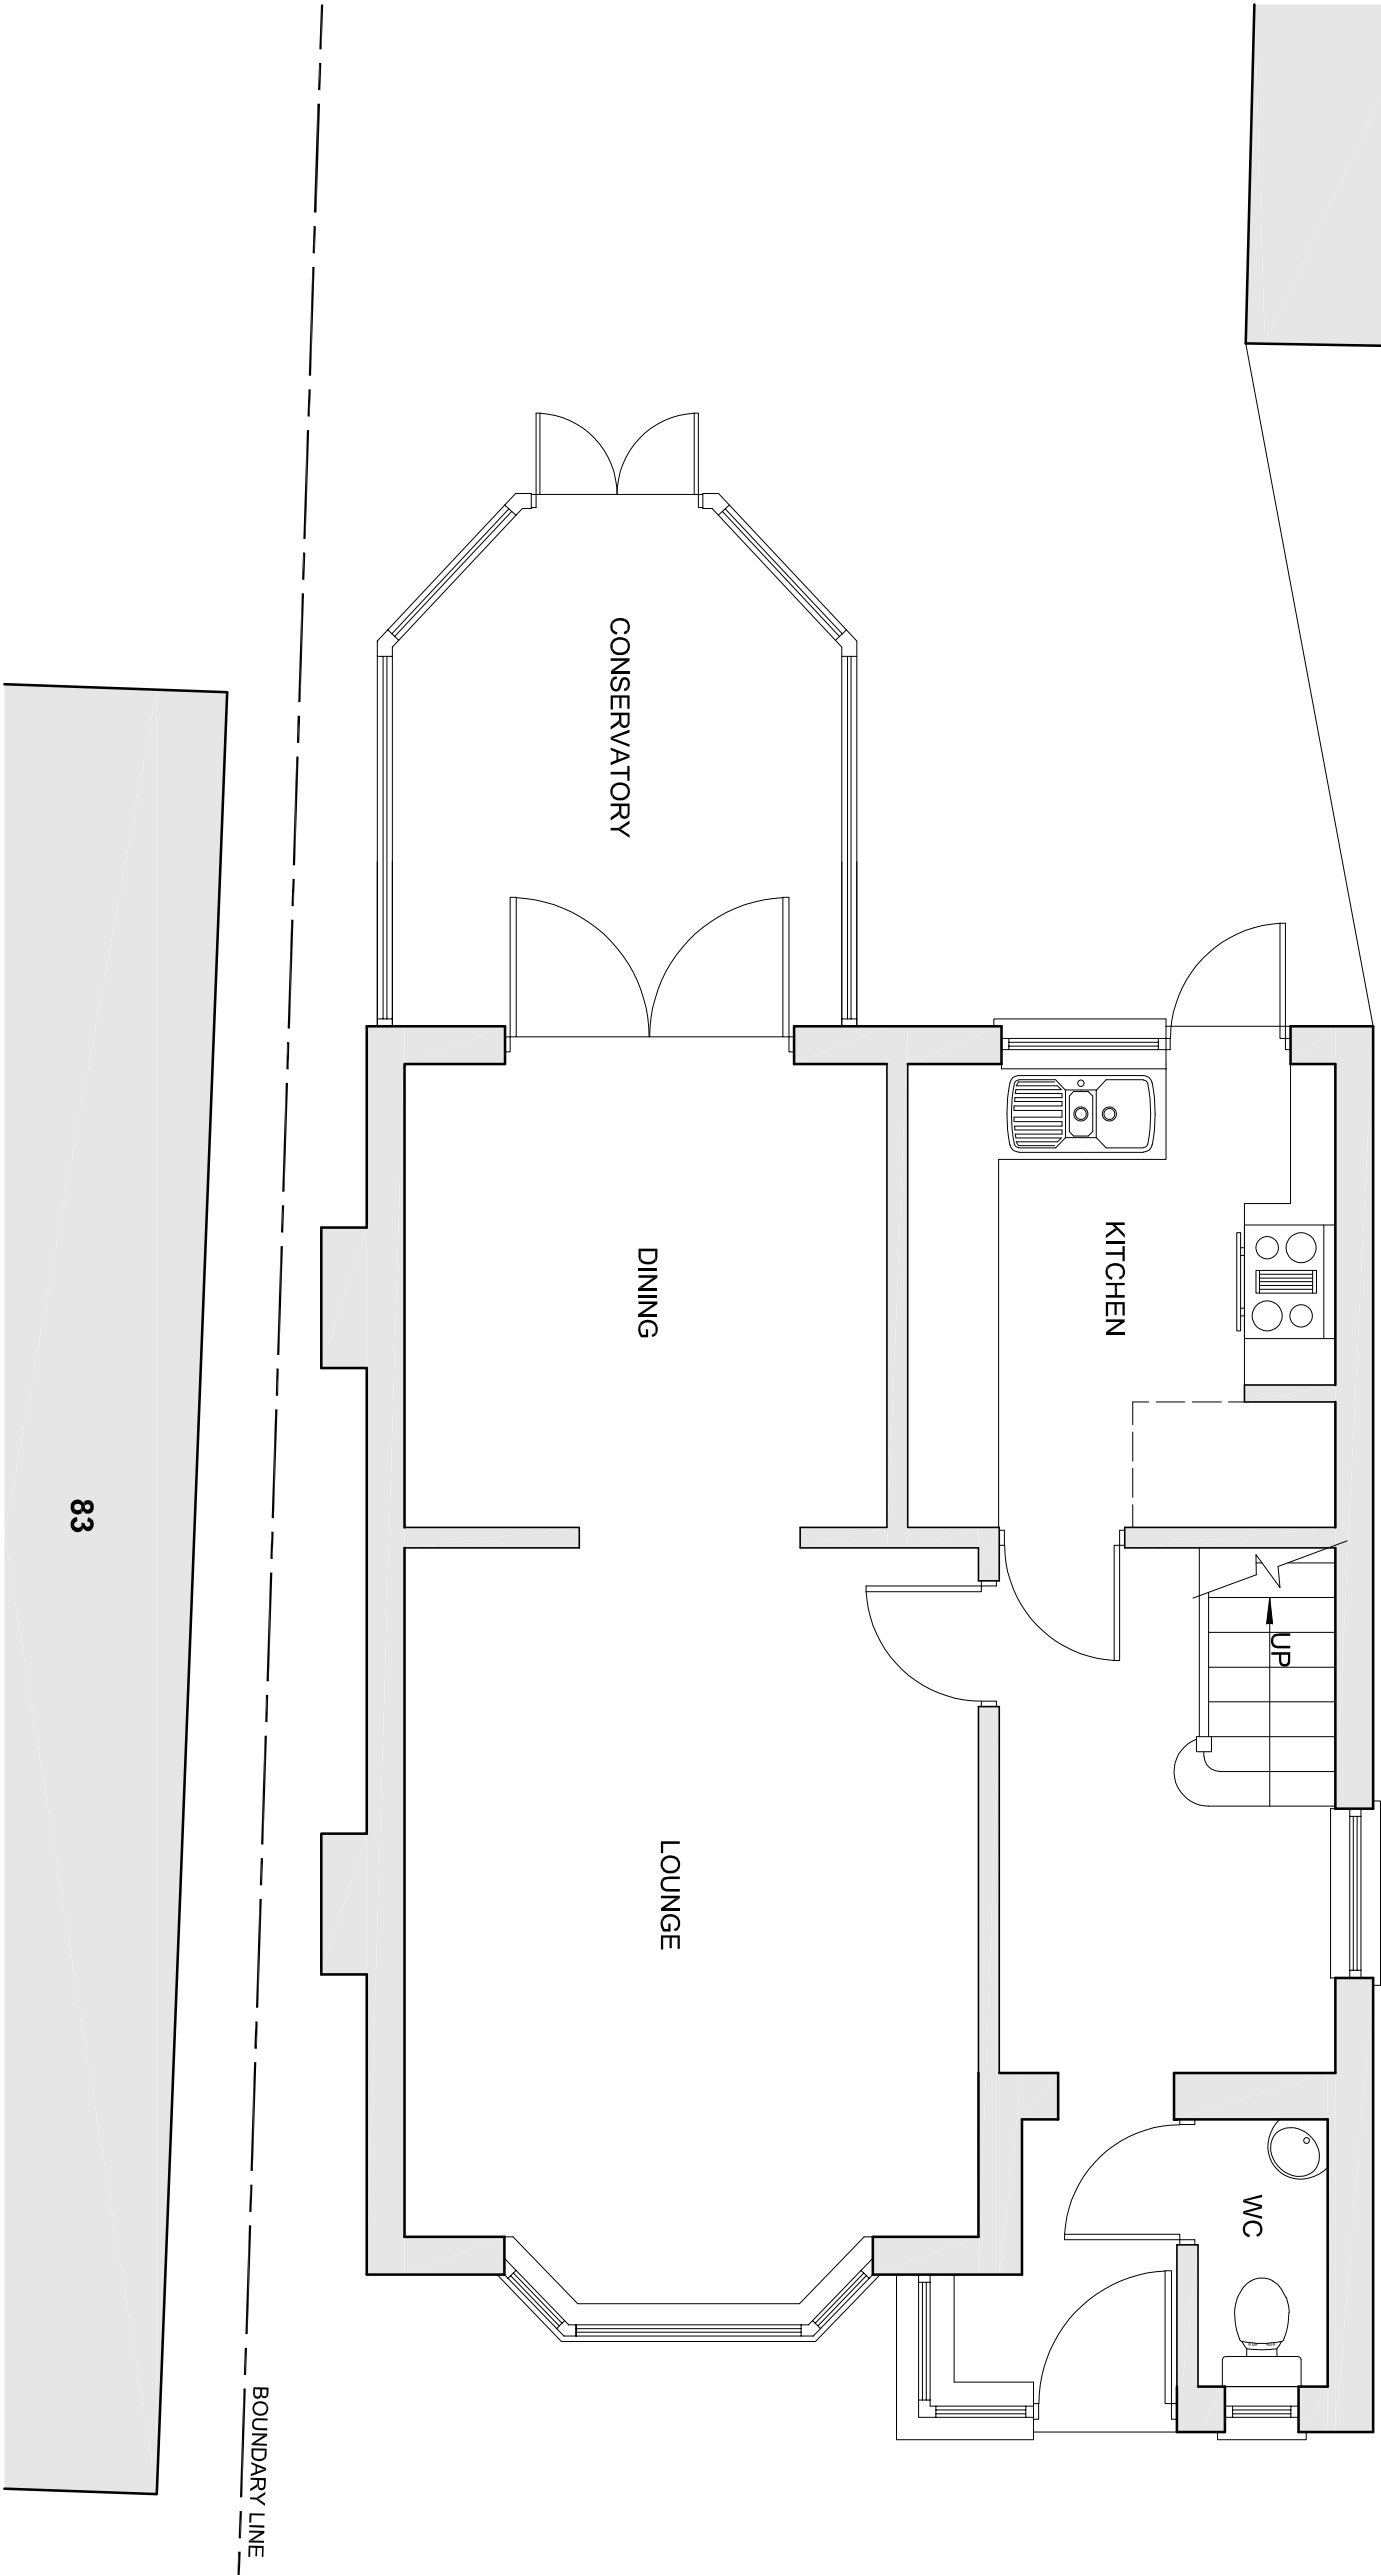 CONSERVATORY
KITCHEN
DINING
83
UP
LOUNGE
WC
BOUNDARY LINE